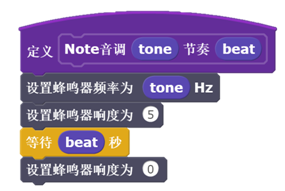 定义 Note音调 tone 节奏 beat
设置蜂鸣器频率为 tone Hz
设置蜂鸣器响度为 5
等待 beat 秒
设置蜂鸣器响度为 0